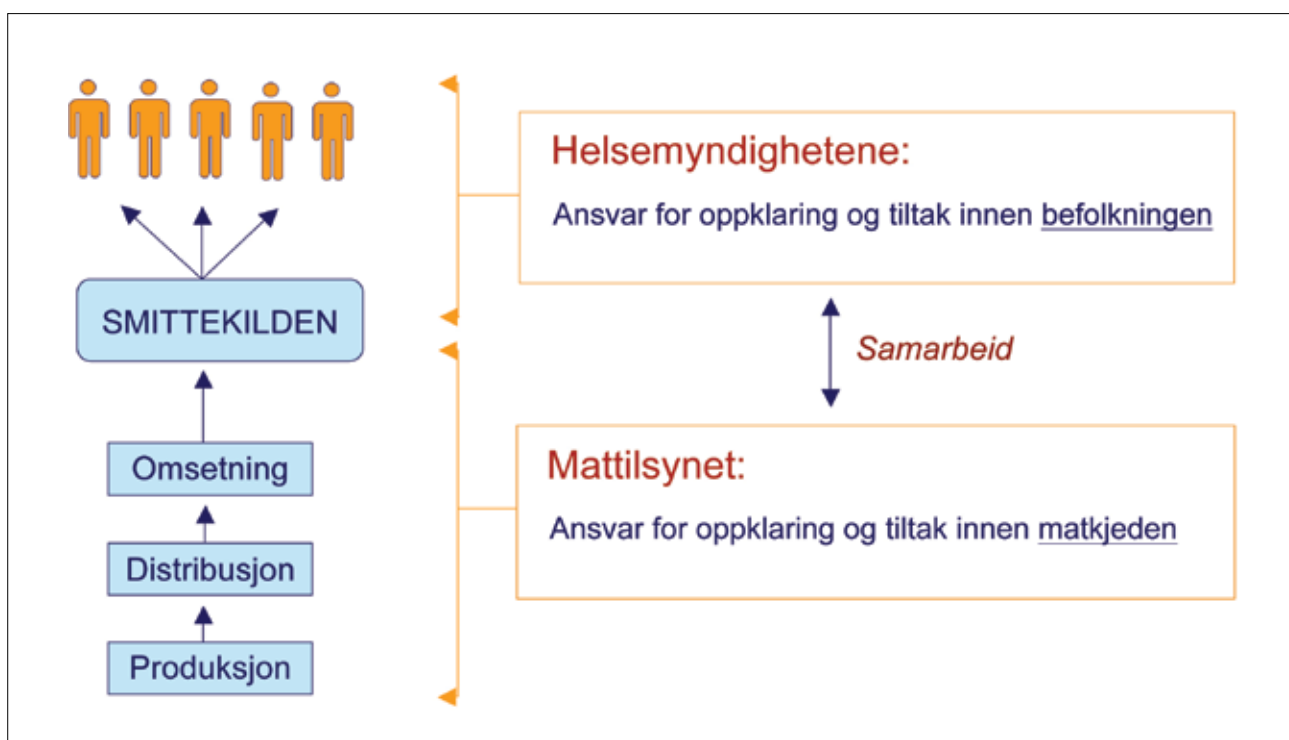 SMITTEKILDEN
Omsetning
Distribusjon
Produksjon
Helsemyndighetene:
Ansvar for oppklaring og tiltak innen befolkningen
Samarbeid
Mattilsynet:
Ansvar for oppklaring og tiltak innen matkjeden